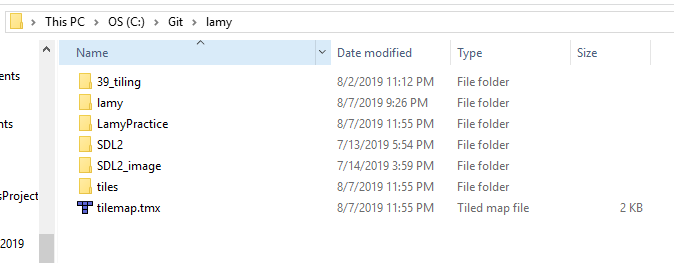 This PC > OS (C:) > Git > lamy
Name Date modified Type Size
39_tiling 8/2/2019 11:12 PM File folder
lamy 8/7/2019 9:26 PM File folder
LamyPractice 8/7/2019 11:55 PM File folder
SDL2 7/13/2019 5:54 PM File folder
SDL2_image 7/14/2019 3:59 PM File folder
tiles 8/7/2019 11:55 PM File folder
tilemap.tmx 8/7/2019 11:55 PM Tiled map file 2 KB
ents
nts
sProject
2019